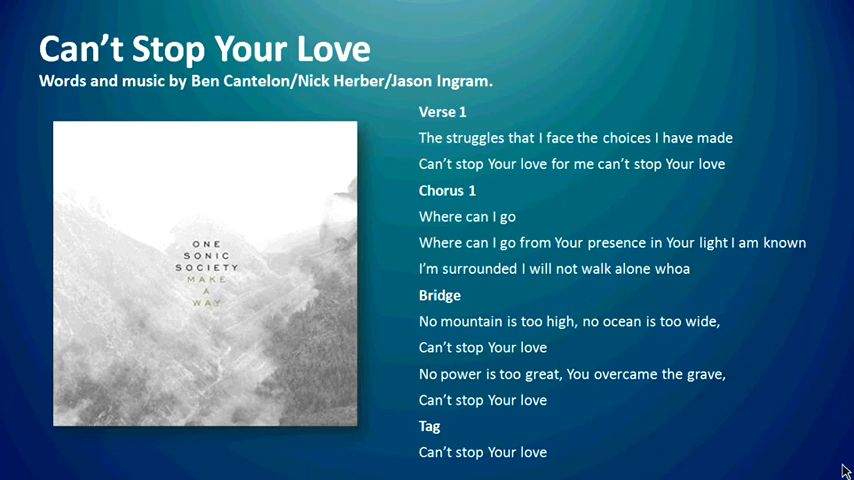 Can't Stop Your Love
Words and music by Ben Cantelon/Nick Herber/Jason Ingram.
ONE
SONIC
SOCIETY
MAKE
A
WAY
Verse 1
The struggles that I face the choices I have made
Can't stop Your love for me can't stop Your love
Chorus 1
Where can I go
Where can I go from Your presence in Your light I am known
I'm surrounded I will not walk alone whoa
Bridge
No mountain is too high, no ocean is too wide,
Can't stop Your love
No power is too great, You overcame the grave,
Can't stop Your love
Tag
Can't stop Your love